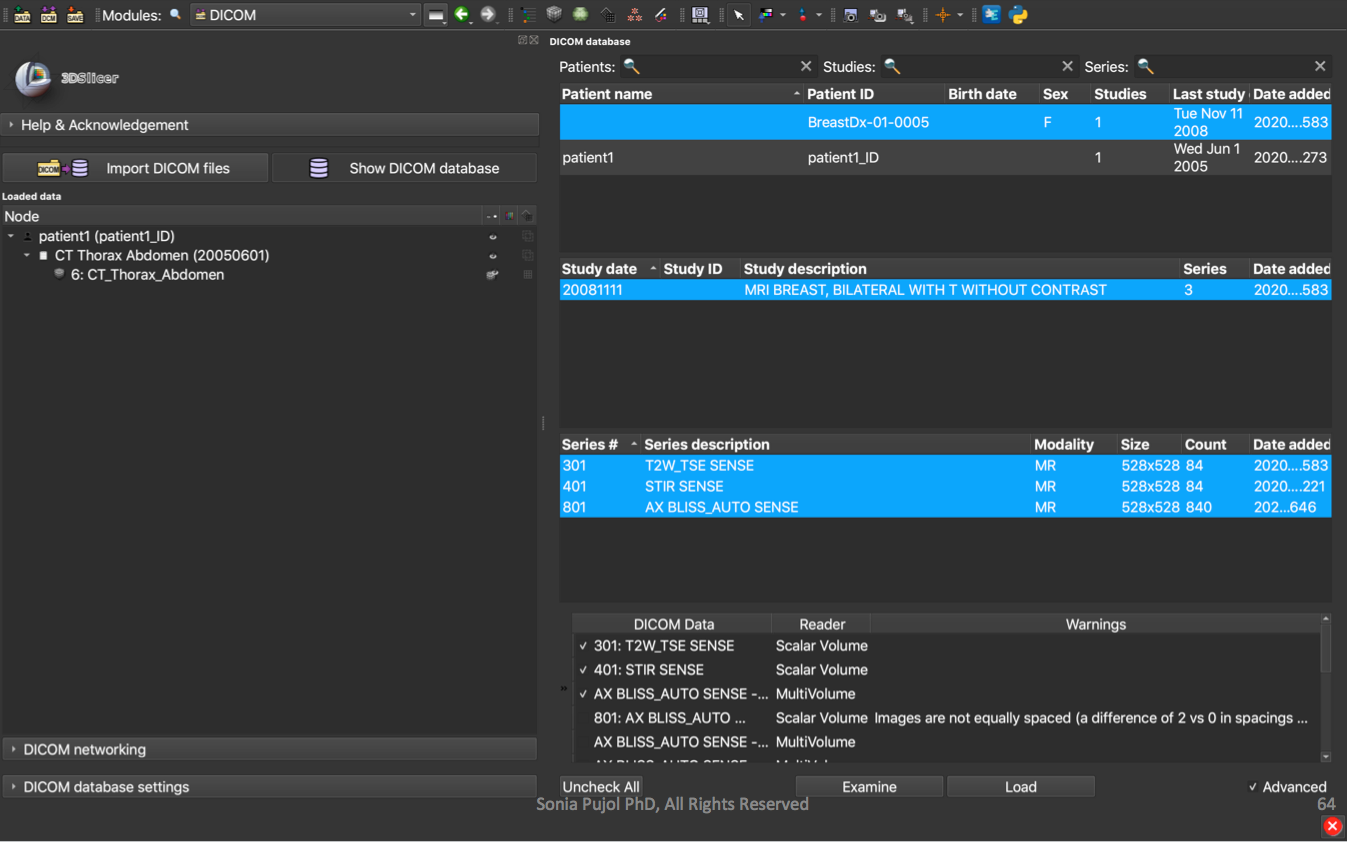 DATA DCM SAVE Modules: DICOM
3DSlicer
Help & Acknowledgement
DICOM Import DICOM files Show DICOM database
Loaded data
Node
patient1 (patient1_ID)
CT Thorax Abdomen (20050601)
6: CT_Thorax_Abdomen
DICOM networking
DICOM database settings
DICOM database
Patients: Studies: Series:
Patient name Patient ID Birth date Sex Studies Last study Date added
BreastDx-01-0005 F 1 Tue Nov 11 2008 2020....583
patient1 patient1_ID 1 Wed Jun 1 2005 2020....273
Study date Study ID Study description Series Date added
20081111 MRI BREAST, BILATERAL WITH T WITHOUT CONTRAST 3 2020....583
Series # Series description Modality Size Count Date added
301 T2W_TSE SENSE MR 528x528 84 2020....583
401 STIR SENSE MR 528x528 84 2020....221
801 AX BLISS_AUTO SENSE MR 528x528 840 202...646
DICOM Data Reader Warnings
301: T2W_TSE SENSE Scalar Volume
401: STIR SENSE Scalar Volume
AX BLISS_AUTO SENSE -... MultiVolume
801: AX BLISS_AUTO ... Scalar Volume Images are not equally spaced (a difference of 2 vs 0 in spacings ...
AX BLISS_AUTO SENSE -... MultiVolume
Uncheck All Examine Load Advanced
Sonia Pujol PhD, All Rights Reserved
64